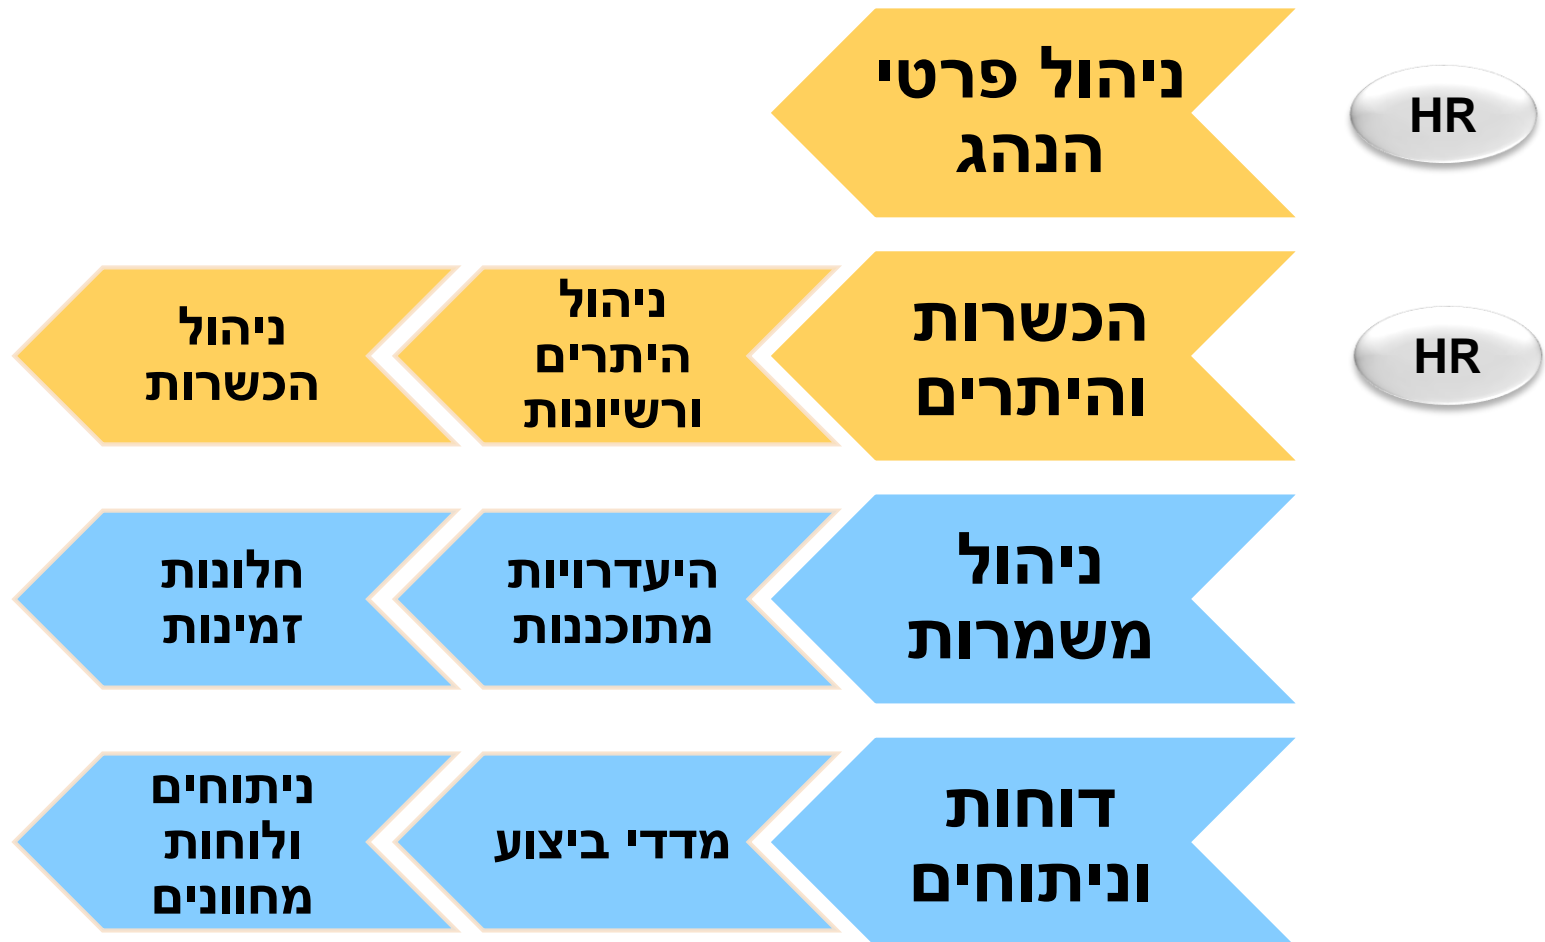 HR
ניהול פרטי
הנהג
HR
הכשרות
והיתרים
ניהול
היתרים
ורשיונות
ניהול
הכשרות
ניהול
משמרות
היעדרויות
מתוכננות
חלונות
זמינות
דוחות
וניתוחים
מדדי ביצוע
ניתוחים
ולוחות
מחוונים